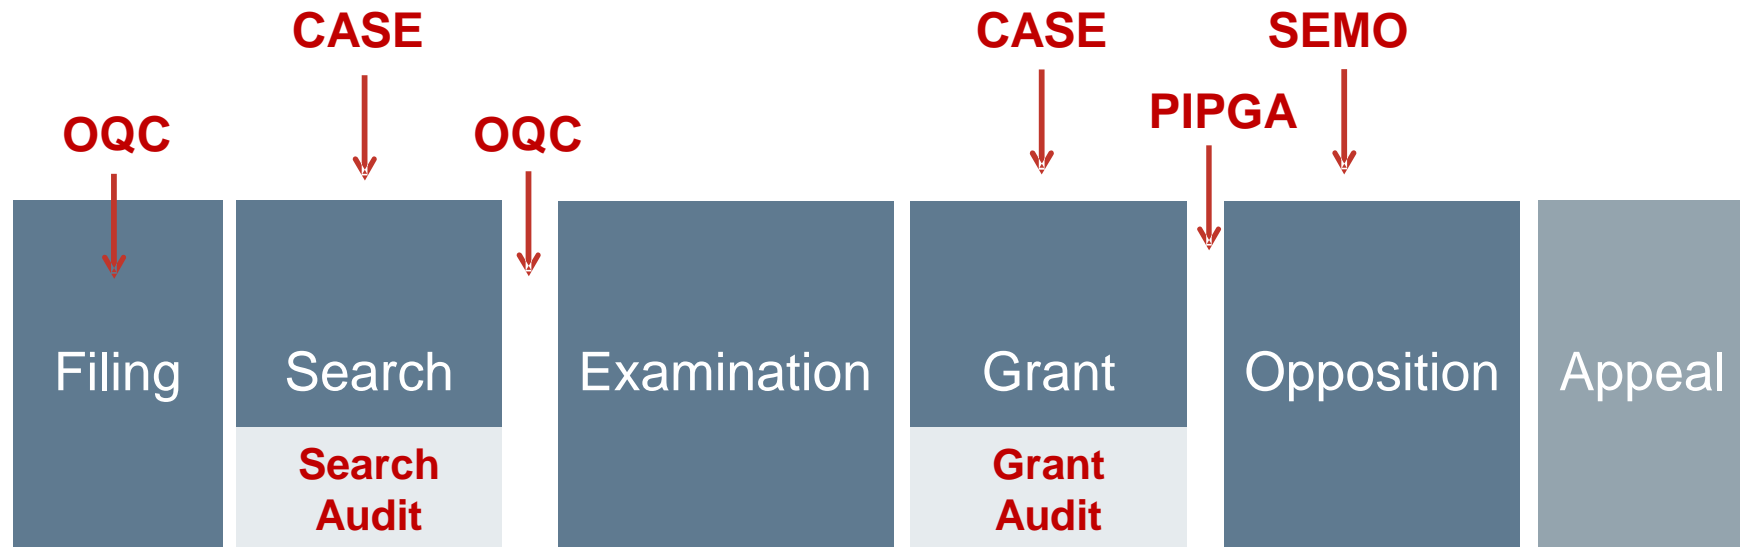 CASE
CASE
SEMO
PIPGA
OQC
OQC
Filing
Search
Examination
Grant
Opposition
Appeal
Search
Audit
Grant
Audit